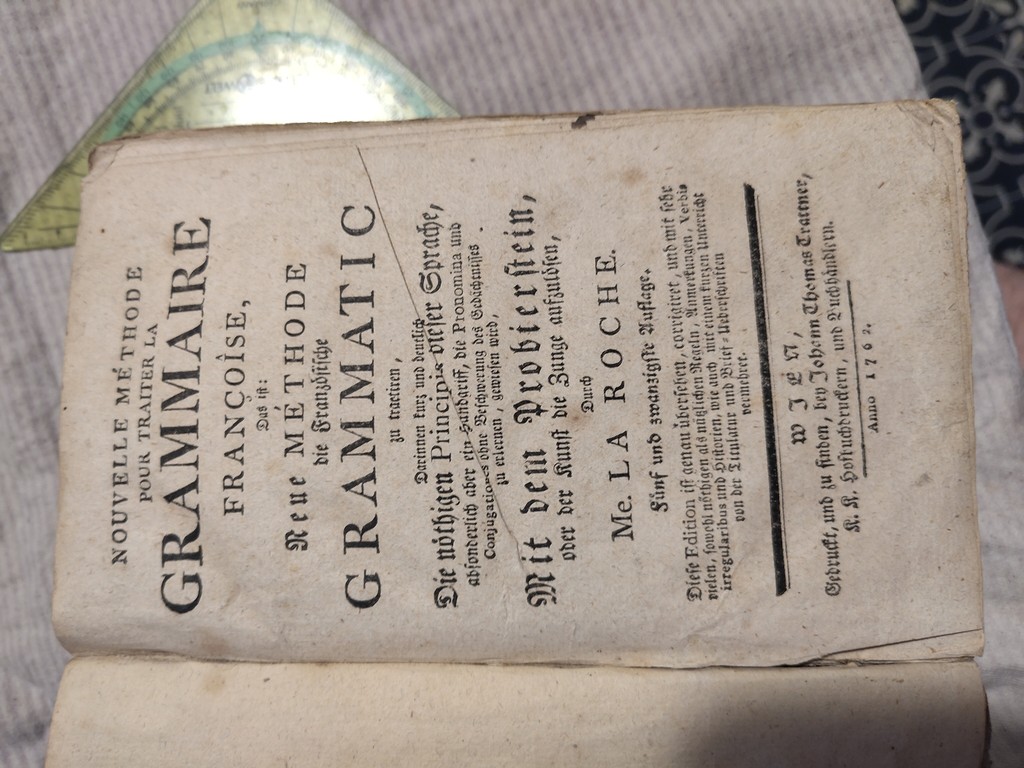 NOUVELLE MÉTHODE
POUR TRAITER LA
GRAMMAIRE
FRANÇOÎSE,
Das ist:
Neue MÉTHODE
die Französische
GRAMMATIC
zu tractiren,
Darinnen kurz und deutlich
Die nöthigen Principia dieser Sprache,
absonderlich aber ein Handgriff, die Pronomina und
Conjugationes ohne Beschwerung des Gedächtnisses
zu erlernen, gewiesen wird,
Mit dem Probierstein,
oder der Kunst die Zunge aufzulösen,
Durch
Me. LA ROCHE.
Fünf und zwanzigste Auflage.
Diese Edition ist genau übersehen, corrigiret, und mit sehr
vielen, sowohl nöthigen als nüzlichen Regeln, Anmerkungen, Verbis
irregularibus und Historien, wie auch mit einem kurzen Unterricht
von der Titulatur und Brief-Ueberschriften
vermehret.
WIEN,
Gedruckt, und zu finden, bey Johann Thomas Trattner,
K. K. Hofbuchdruckern, und Buchhändlern.
Anno 1762.